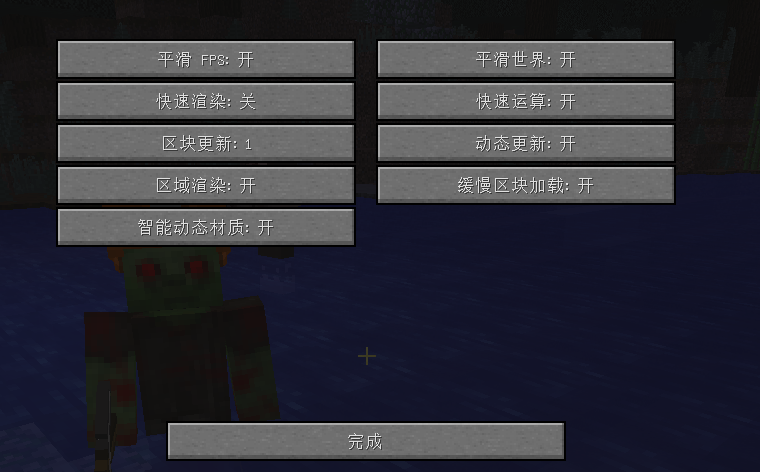 平滑 FPS: 开
平滑世界: 开
快速渲染: 关
快速运算: 开
区块更新: 1
动态更新: 开
区域渲染: 开
缓慢区块加载: 开
智能动态材质: 开
完成